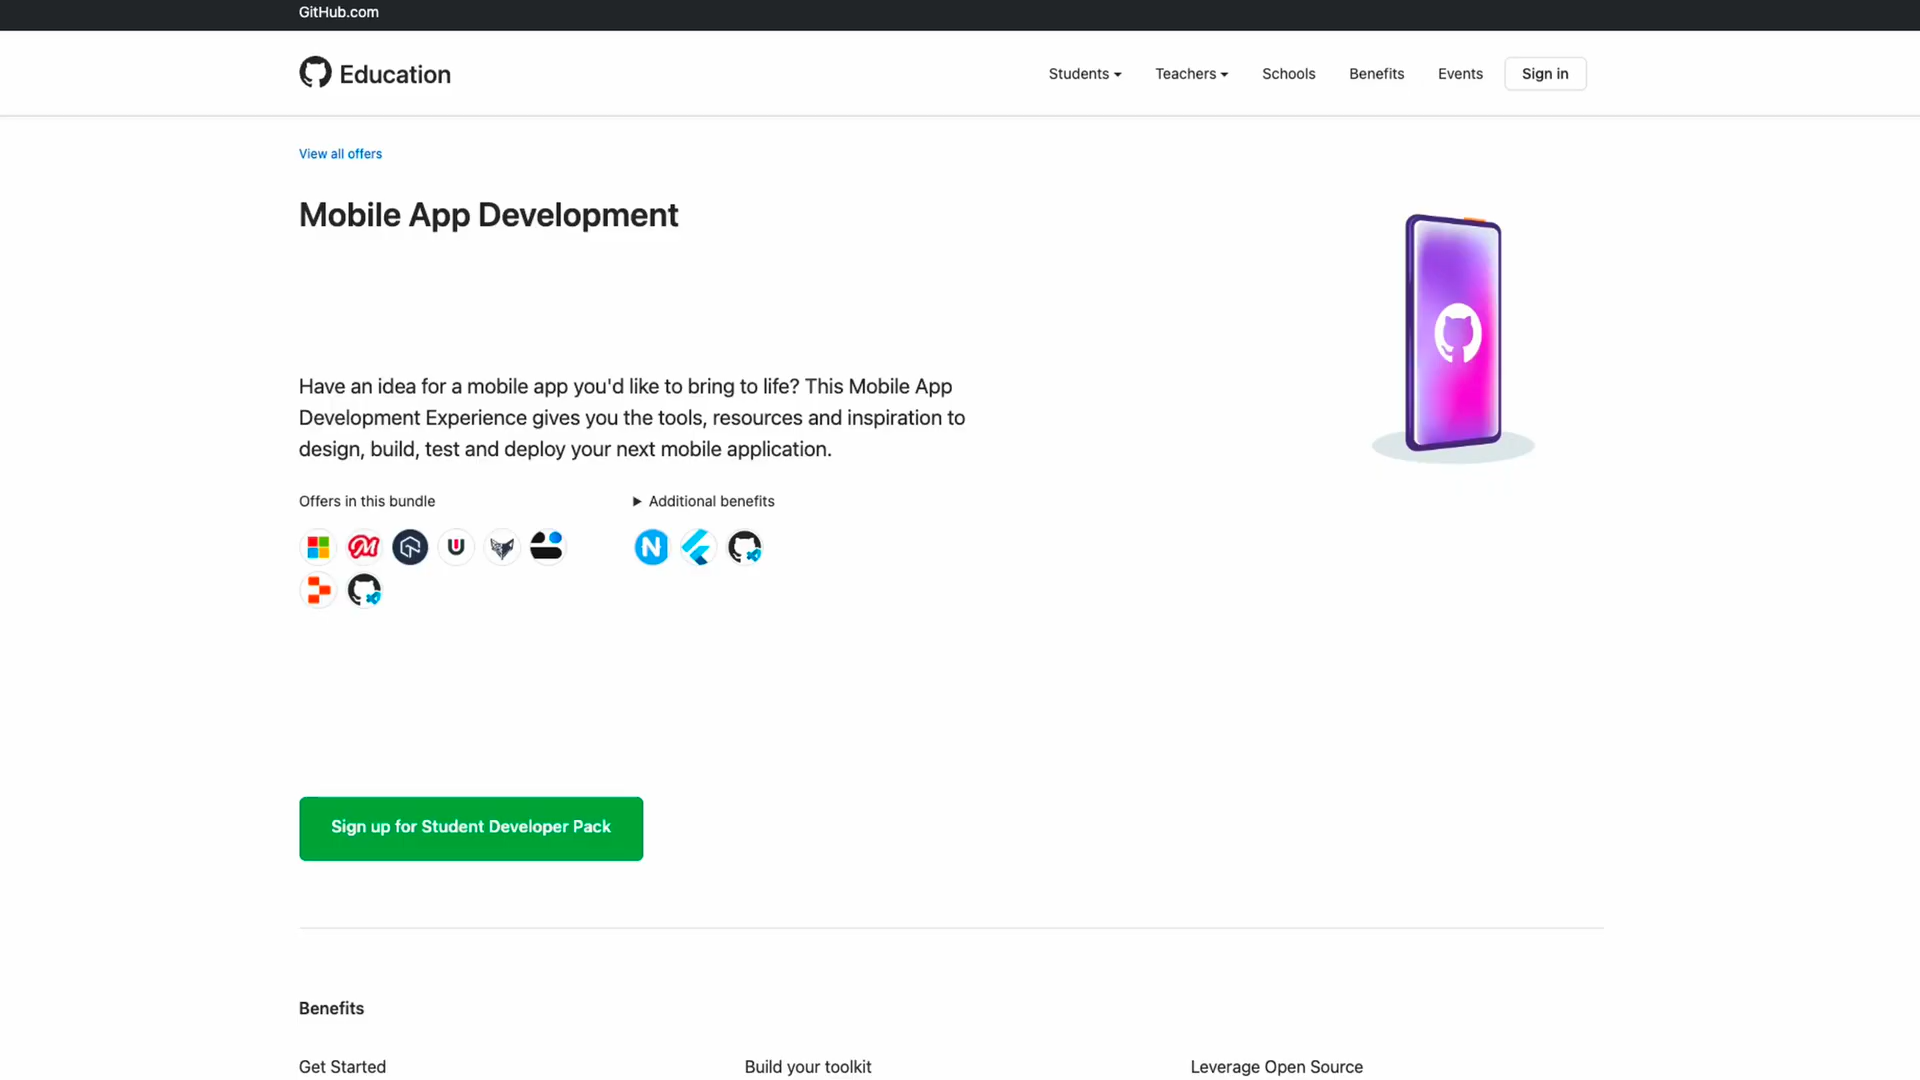 GitHub.com
Education
Students
Teachers
Schools
Benefits
Events
Sign in
View all offers
Mobile App Development
Have an idea for a mobile app you'd like to bring to life? This Mobile App
Development Experience gives you the tools, resources and inspiration to
design, build, test and deploy your next mobile application.
Offers in this bundle
Additional benefits
Sign up for Student Developer Pack
Benefits
Get Started
Build your toolkit
Leverage Open Source